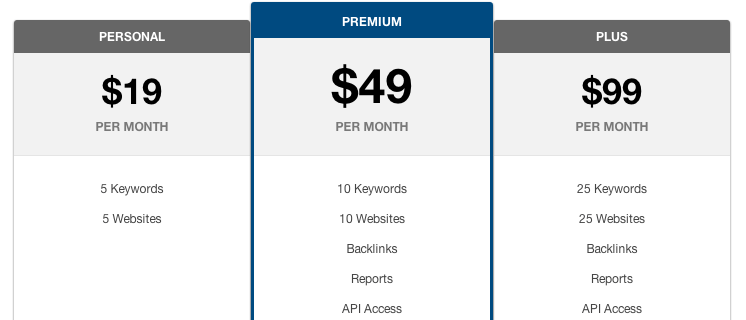 PERSONAL
$19
PER MONTH
5 Keywords
5 Websites
PREMIUM
$49
PER MONTH
10 Keywords
10 Websites
Backlinks
Reports
API Access
PLUS
$99
PER MONTH
25 Keywords
25 Websites
Backlinks
Reports
API Access